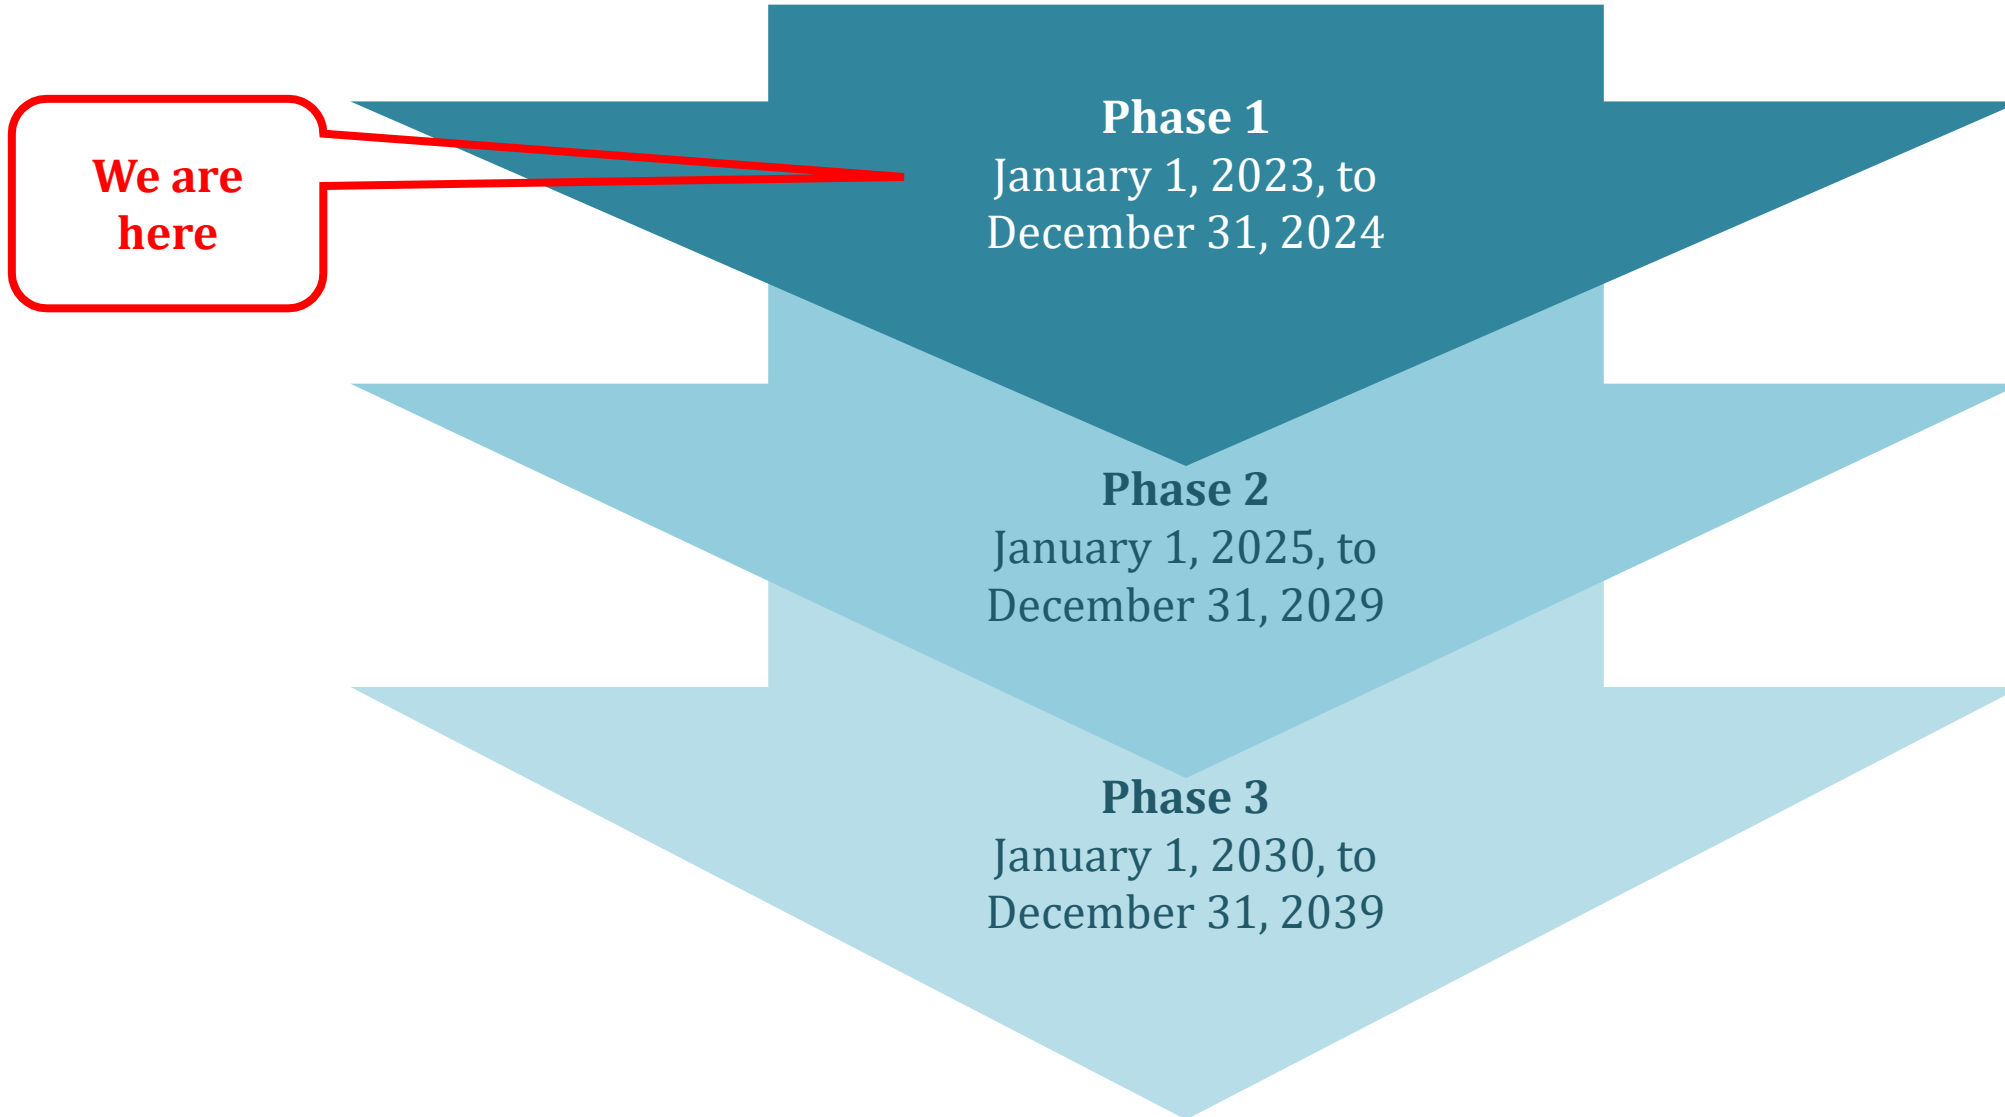 We are
here
Phase 1
January 1, 2023, to
December 31, 2024
Phase 2
January 1, 2025, to
December 31, 2029
Phase 3
January 1, 2030, to
December 31, 2039